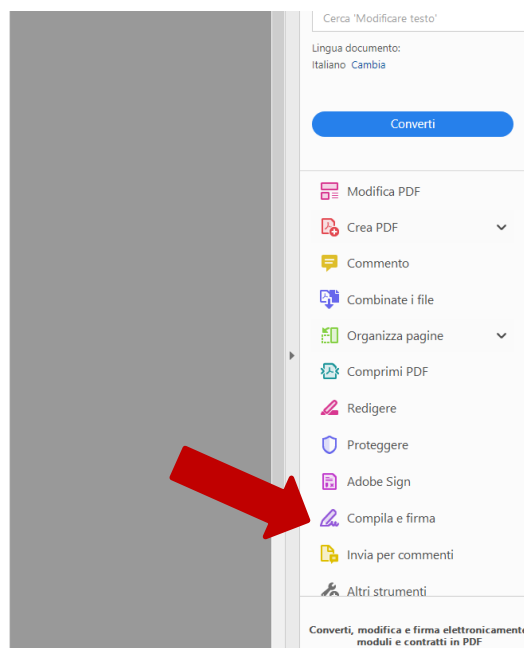 Cerca 'Modificare testo'
Lingua documento:
Italiano Cambia
Converti
Modifica PDF
Crea PDF
Commento
Combinate i file
Organizza pagine
Comprimi PDF
Redigere
Proteggere
Adobe Sign
Compila e firma
Invia per commenti
Altri strumenti
Converti, modifica e firma elettronicamente
moduli e contratti in PDF